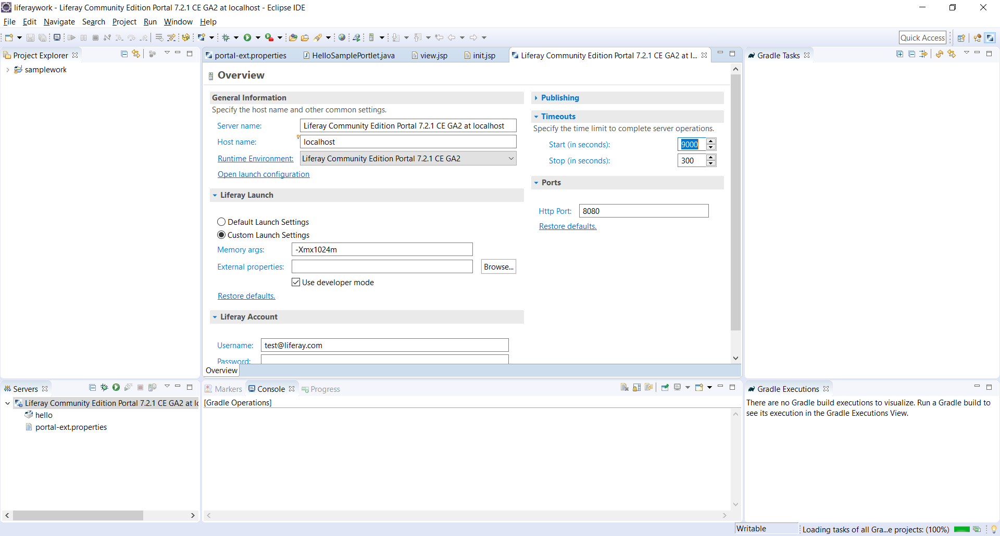 liferaywork - Liferay Community Edition Portal 7.2.1 CE GA2 at localhost - Eclipse IDE
File Edit Navigate Search Project Run Window Help
Quick Access
Project Explorer
samplework
portal-ext.properties HelloSamplePortlet.java view.jsp init.jsp Liferay Community Edition Portal 7.2.1 CE GA2 at l...
Overview
General Information
Specify the host name and other common settings.
Server name: Liferay Community Edition Portal 7.2.1 CE GA2 at localhost
Host name: localhost
Runtime Environment: Liferay Community Edition Portal 7.2.1 CE GA2
Open launch configuration
Liferay Launch
Default Launch Settings
Custom Launch Settings
Memory args: -Xmx1024m
External properties: Browse...
Use developer mode
Restore defaults.
Liferay Account
Username: test@liferay.com
Password:
Overview
Publishing
Timeouts
Specify the time limit to complete server operations.
Start (in seconds): 9000
Stop (in seconds): 300
Ports
Http Port: 8080
Restore defaults.
Gradle Tasks
Servers
Liferay Community Edition Portal 7.2.1 CE GA2 at lo
hello
portal-ext.properties
Markers Console Progress
[Gradle Operations]
Gradle Executions
There are no Gradle build executions to visualize. Run a Gradle build to
see its execution in the Gradle Executions View.
Writable
Loading tasks of all Gra...e projects: (100%)